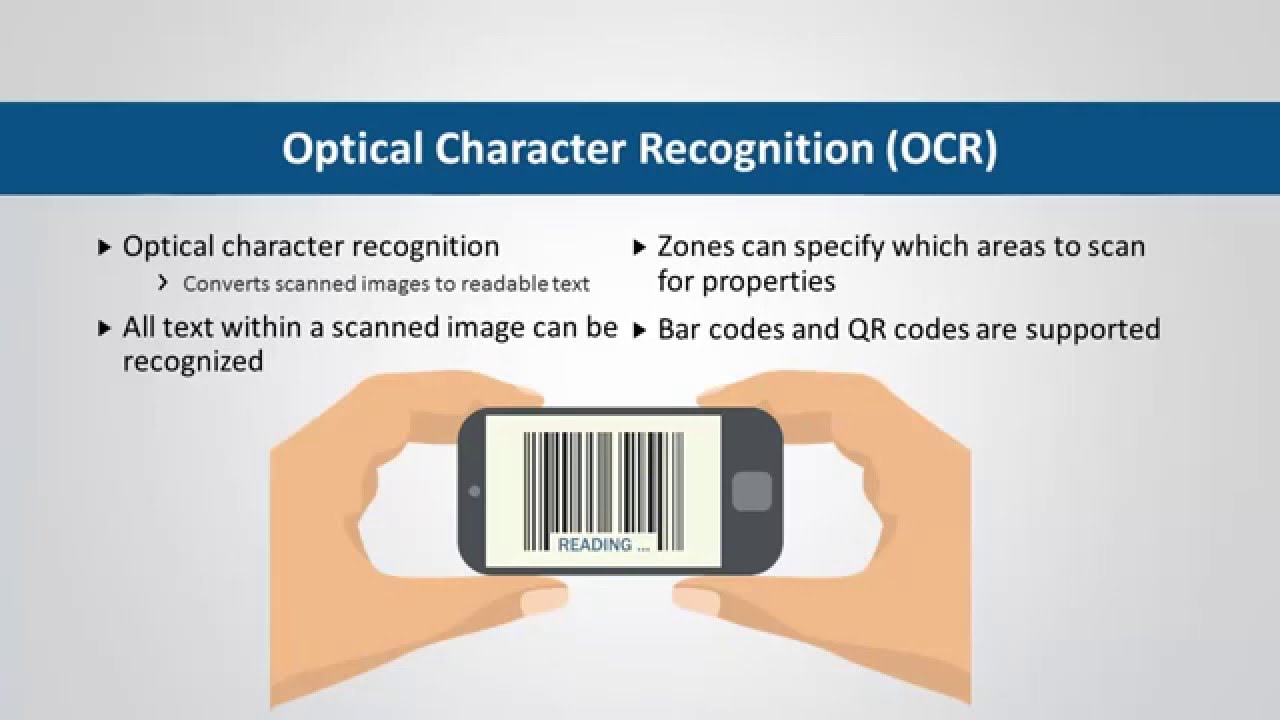 Optical Character Recognition (OCR)
Optical character recognition
Converts scanned images to readable text
All text within a scanned image can be
recognized
Zones can specify which areas to scan
for properties
Bar codes and QR codes are supported
READING ...